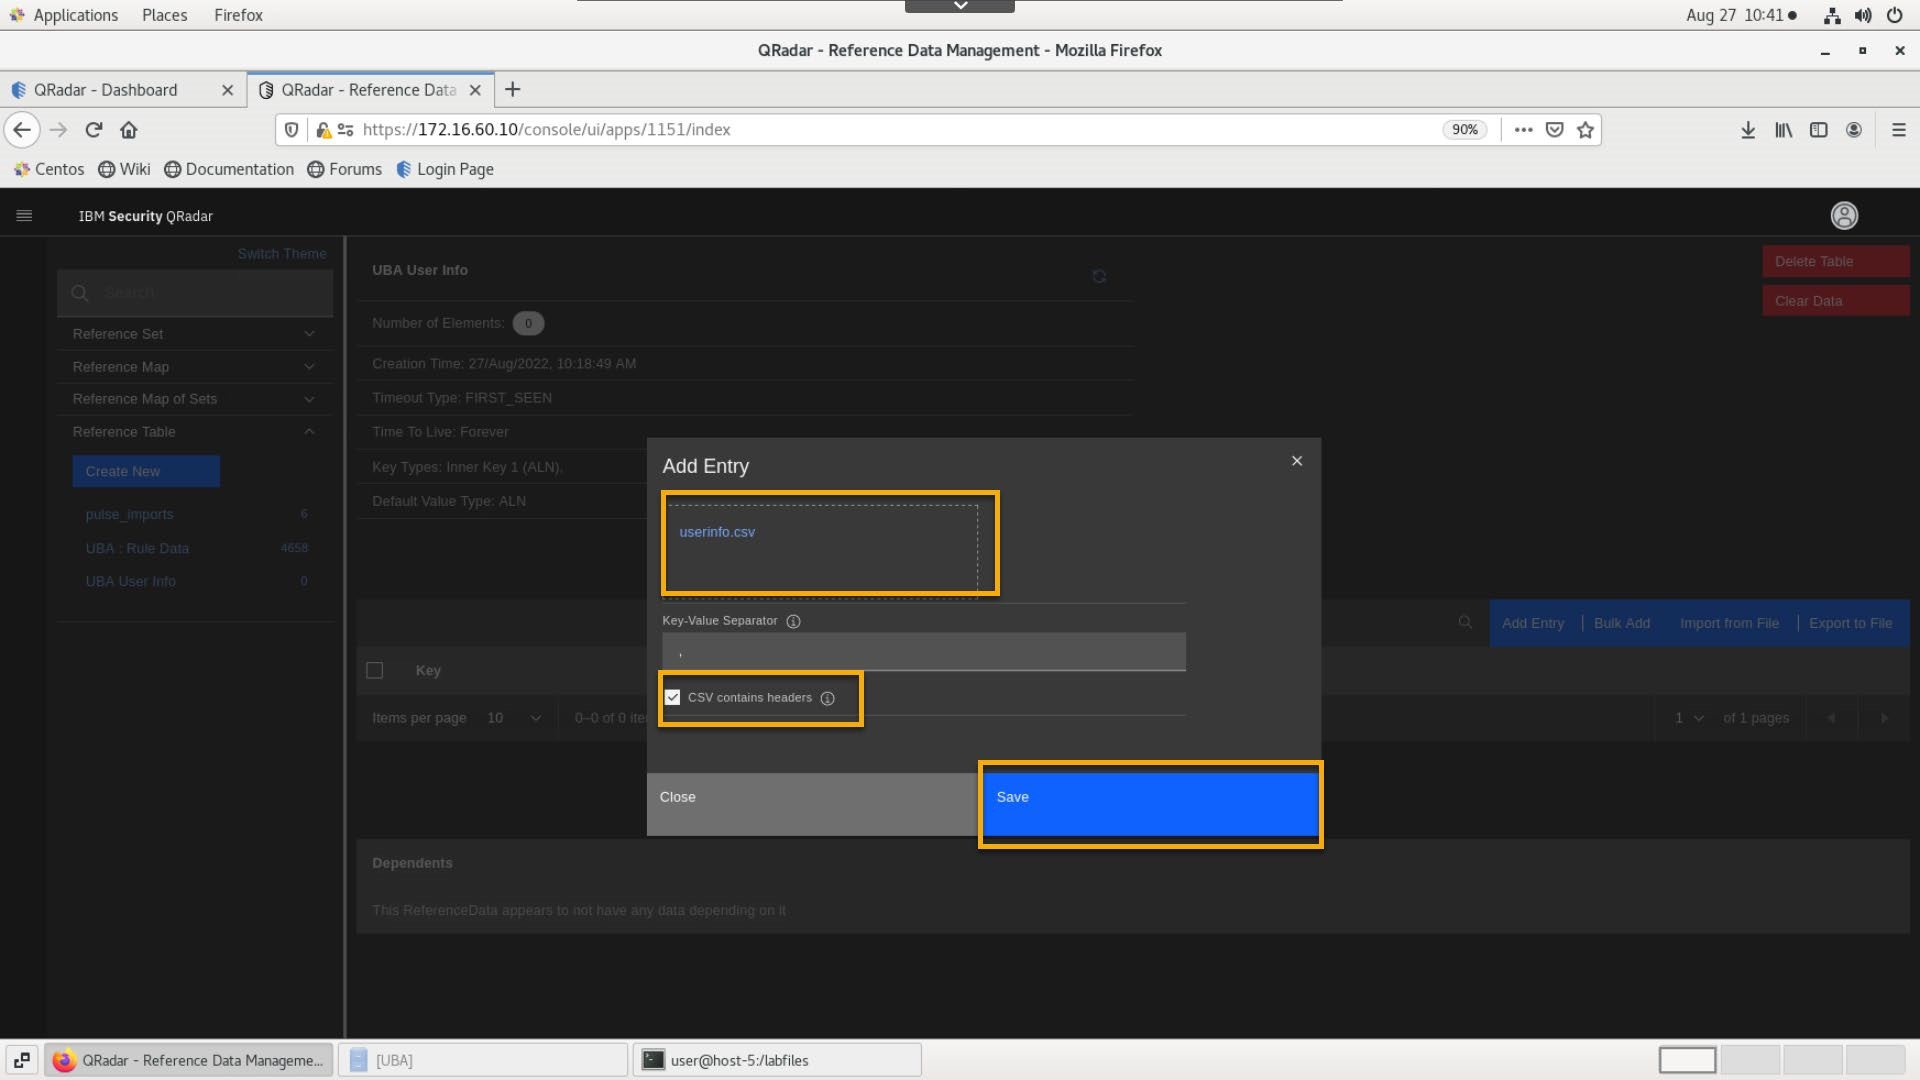 Applications Places Firefox Aug 27 10:41
QRadar - Reference Data Management - Mozilla Firefox
QRadar - Dashboard QRadar - Reference Data
https://172.16.60.10/console/ui/apps/1151/index 90%
Centos Wiki Documentation Forums Login Page
IBM Security QRadar
Switch Theme
Search
Reference Set
Reference Map
Reference Map of Sets
Reference Table
Create New
pulse_imports 6
UBA : Rule Data 4658
UBA User Info 0
UBA User Info
Delete Table
Clear Data
Number of Elements: 0
Creation Time: 27/Aug/2022, 10:18:49 AM
Timeout Type: FIRST_SEEN
Time To Live: Forever
Key Types: Inner Key 1 (ALN),
Default Value Type: ALN
Add Entry
userinfo.csv
Key-Value Separator
,
CSV contains headers
Close Save
Add Entry Bulk Add Import from File Export to File
Key
Items per page 10 0–0 of 0 ite 1 of 1 pages
Dependents
This ReferenceData appears to not have any data depending on it
QRadar - Reference Data Manageme... [UBA] user@host-5:/labfiles